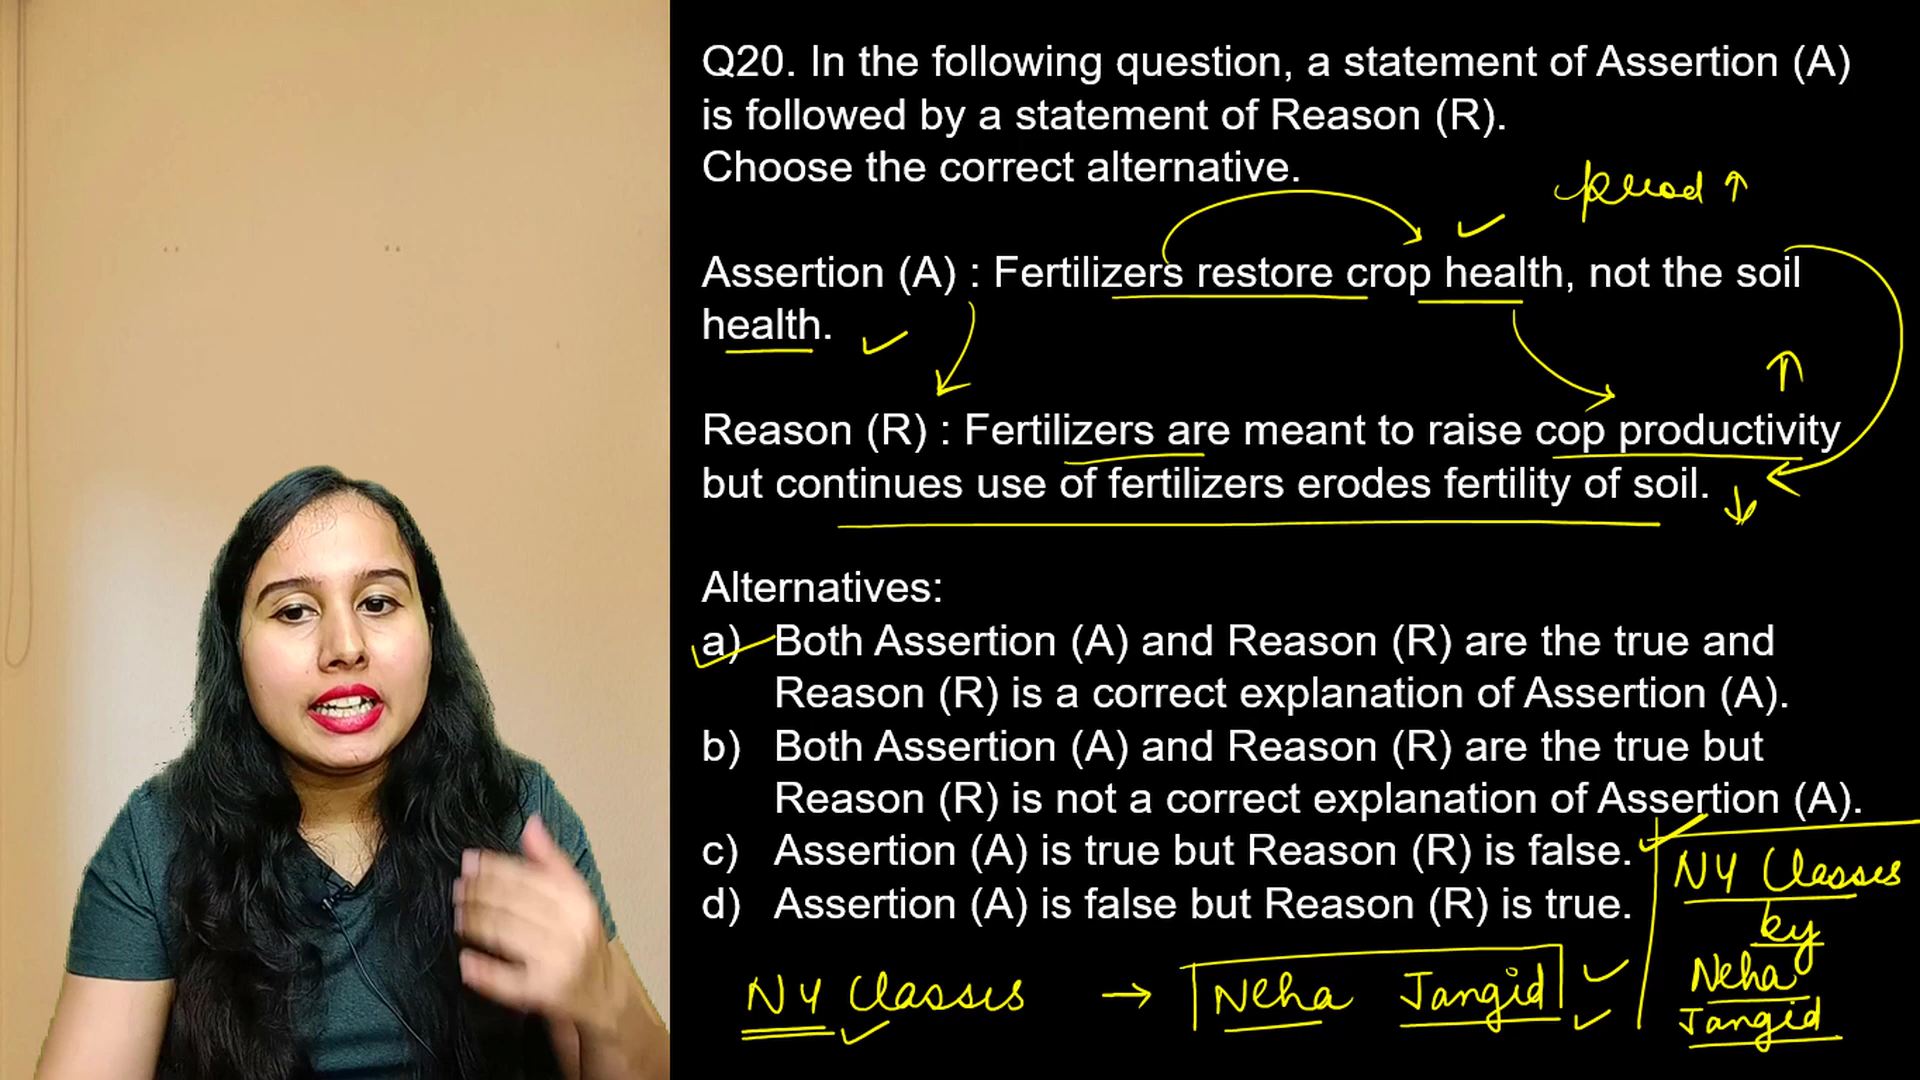 Q20. In the following question, a statement of Assertion (A)
is followed by a statement of Reason (R).
Choose the correct alternative.
Assertion (A) : Fertilizers restore crop health, not the soil
health.
Reason (R) : Fertilizers are meant to raise cop productivity
but continues use of fertilizers erodes fertility of soil.
Alternatives:
a) Both Assertion (A) and Reason (R) are the true and
Reason (R) is a correct explanation of Assertion (A).
b) Both Assertion (A) and Reason (R) are the true but
Reason (R) is not a correct explanation of Assertion (A).
c) Assertion (A) is true but Reason (R) is false.
d) Assertion (A) is false but Reason (R) is true.
NY Classes → Neha Jangid
NY Classes
by
Neha
Jangid